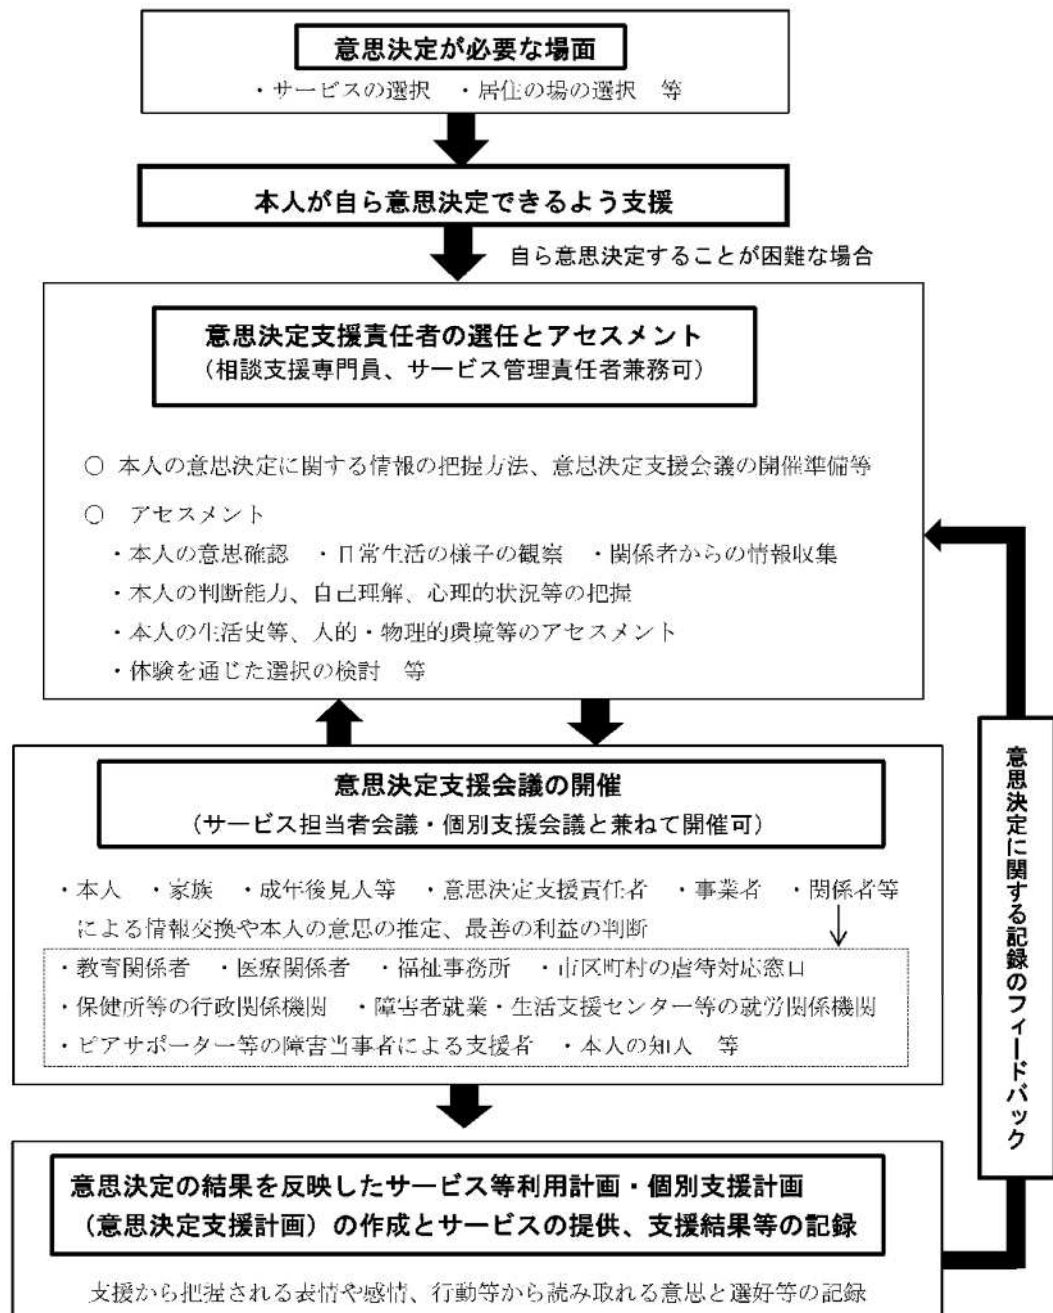 意思決定が必要な場面
・サービスの選択　・居住の場の選択　等
本人が自ら意思決定できるよう支援
自ら意思決定することが困難な場合
意思決定支援責任者の選任とアセスメント
（相談支援専門員、サービス管理責任者兼務可）
○ 本人の意思決定に関する情報の把握方法、意思決定支援会議の開催準備等
○　アセスメント
・本人の意思確認　・日常生活の様子の観察　・関係者からの情報収集
・本人の判断能力、自己理解、心理的状況等の把握
・本人の生活史等、人的・物理的環境等のアセスメント
・体験を通じた選択の検討　等
意思決定支援会議の開催
（サービス担当者会議・個別支援会議と兼ねて開催可）
・本人　・家族　・成年後見人等　・意思決定支援責任者　・事業者　・関係者等
による情報交換や本人の意思の推定、最善の利益の判断
・教育関係者　・医療関係者　・福祉事務所　・市区町村の虐待対応窓口
・保健所等の行政関係機関　・障害者就業・生活支援センター等の就労関係機関
・ピアサポーター等の障害当事者による支援者　・本人の知人　等
意思決定の結果を反映したサービス等利用計画・個別支援計画
（意思決定支援計画）の作成とサービスの提供、支援結果等の記録
支援から把握される表情や感情、行動等から読み取れる意思と選好等の記録
意思決定に関する記録のフィードバック